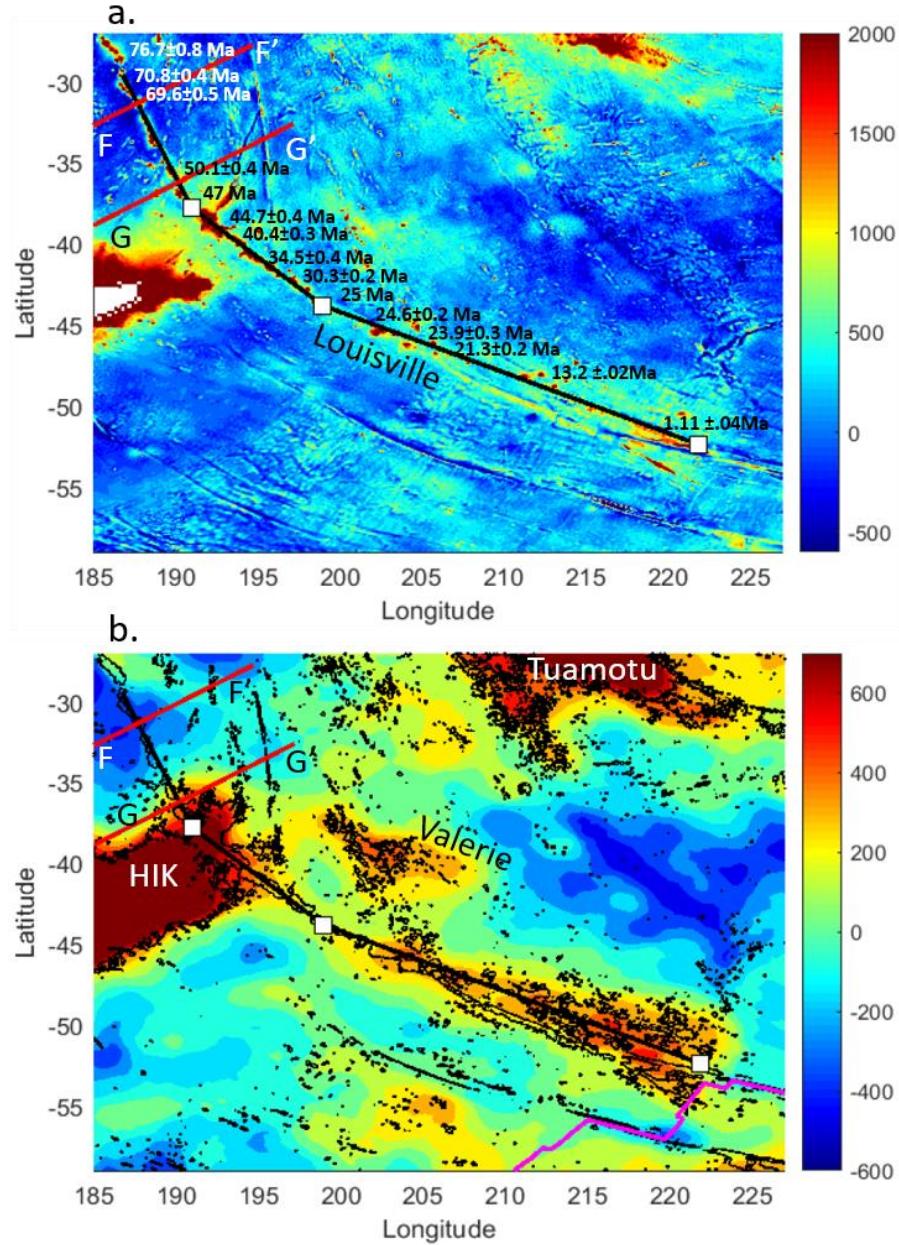 a.
76.7±0.8 Ma
F'
70.8±0.4 Ma
69.6±0.5 Ma
F
G'
50.1±0.4 Ma
47 Ma
G
44.7±0.4 Ma
40.4±0.3 Ma
34.5±0.4 Ma
30.3±0.2 Ma
25 Ma
24.6±0.2 Ma
23.9±0.3 Ma
21.3±0.2 Ma
Louisville
13.2 ±.02Ma
1.11 ±.04Ma
-30
-35
-40
-45
-50
-55
Latitude
185 190 195 200 205 210 215 220 225
Longitude
2000
1500
1000
500
0
-500
b.
Tuamotu
F'
F
G'
G
Valerie
HIK
-30
-35
-40
-45
-50
-55
Latitude
185 190 195 200 205 210 215 220 225
Longitude
600
400
200
0
-200
-400
-600